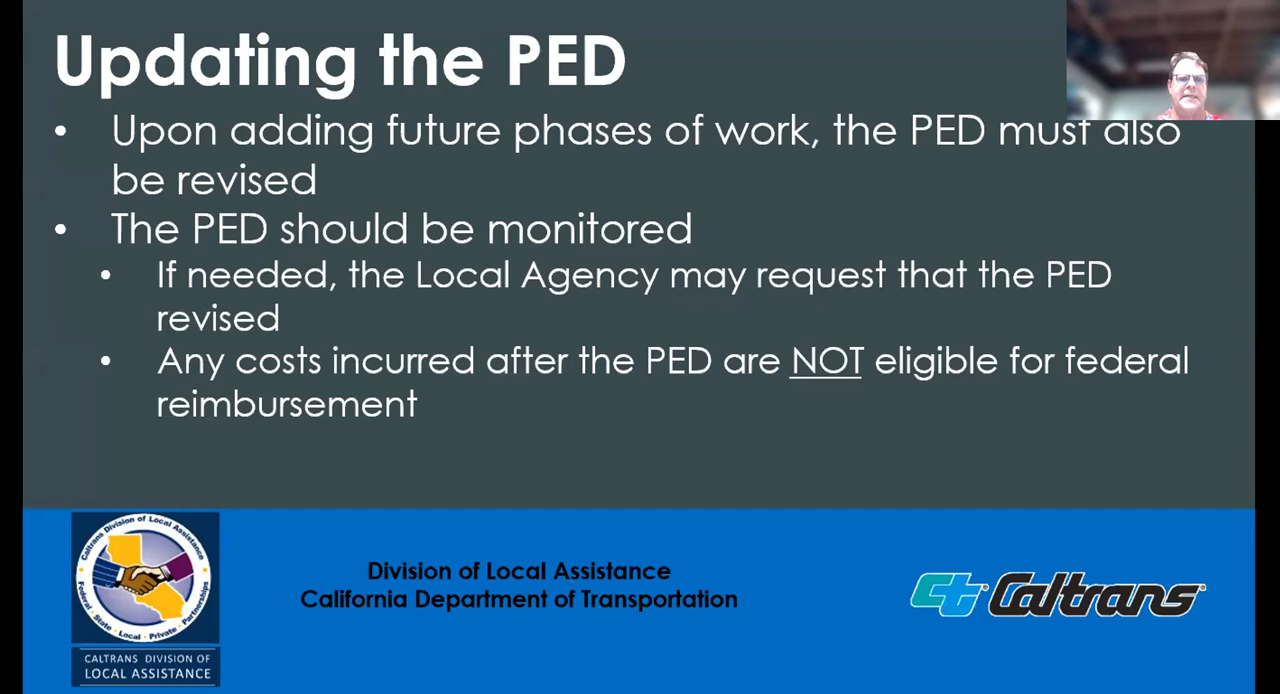 Updating the PED
• Upon adding future phases of work, the PED must also
be revised
• The PED should be monitored
• If needed, the Local Agency may request that the PED
revised
• Any costs incurred after the PED are NOT eligible for federal
reimbursement
Caltrans Division of Local Assistance
Federal · State · Local · Private · Partnerships
CALTRANS DIVISION OF
LOCAL ASSISTANCE
Division of Local Assistance
California Department of Transportation
ct Caltrans